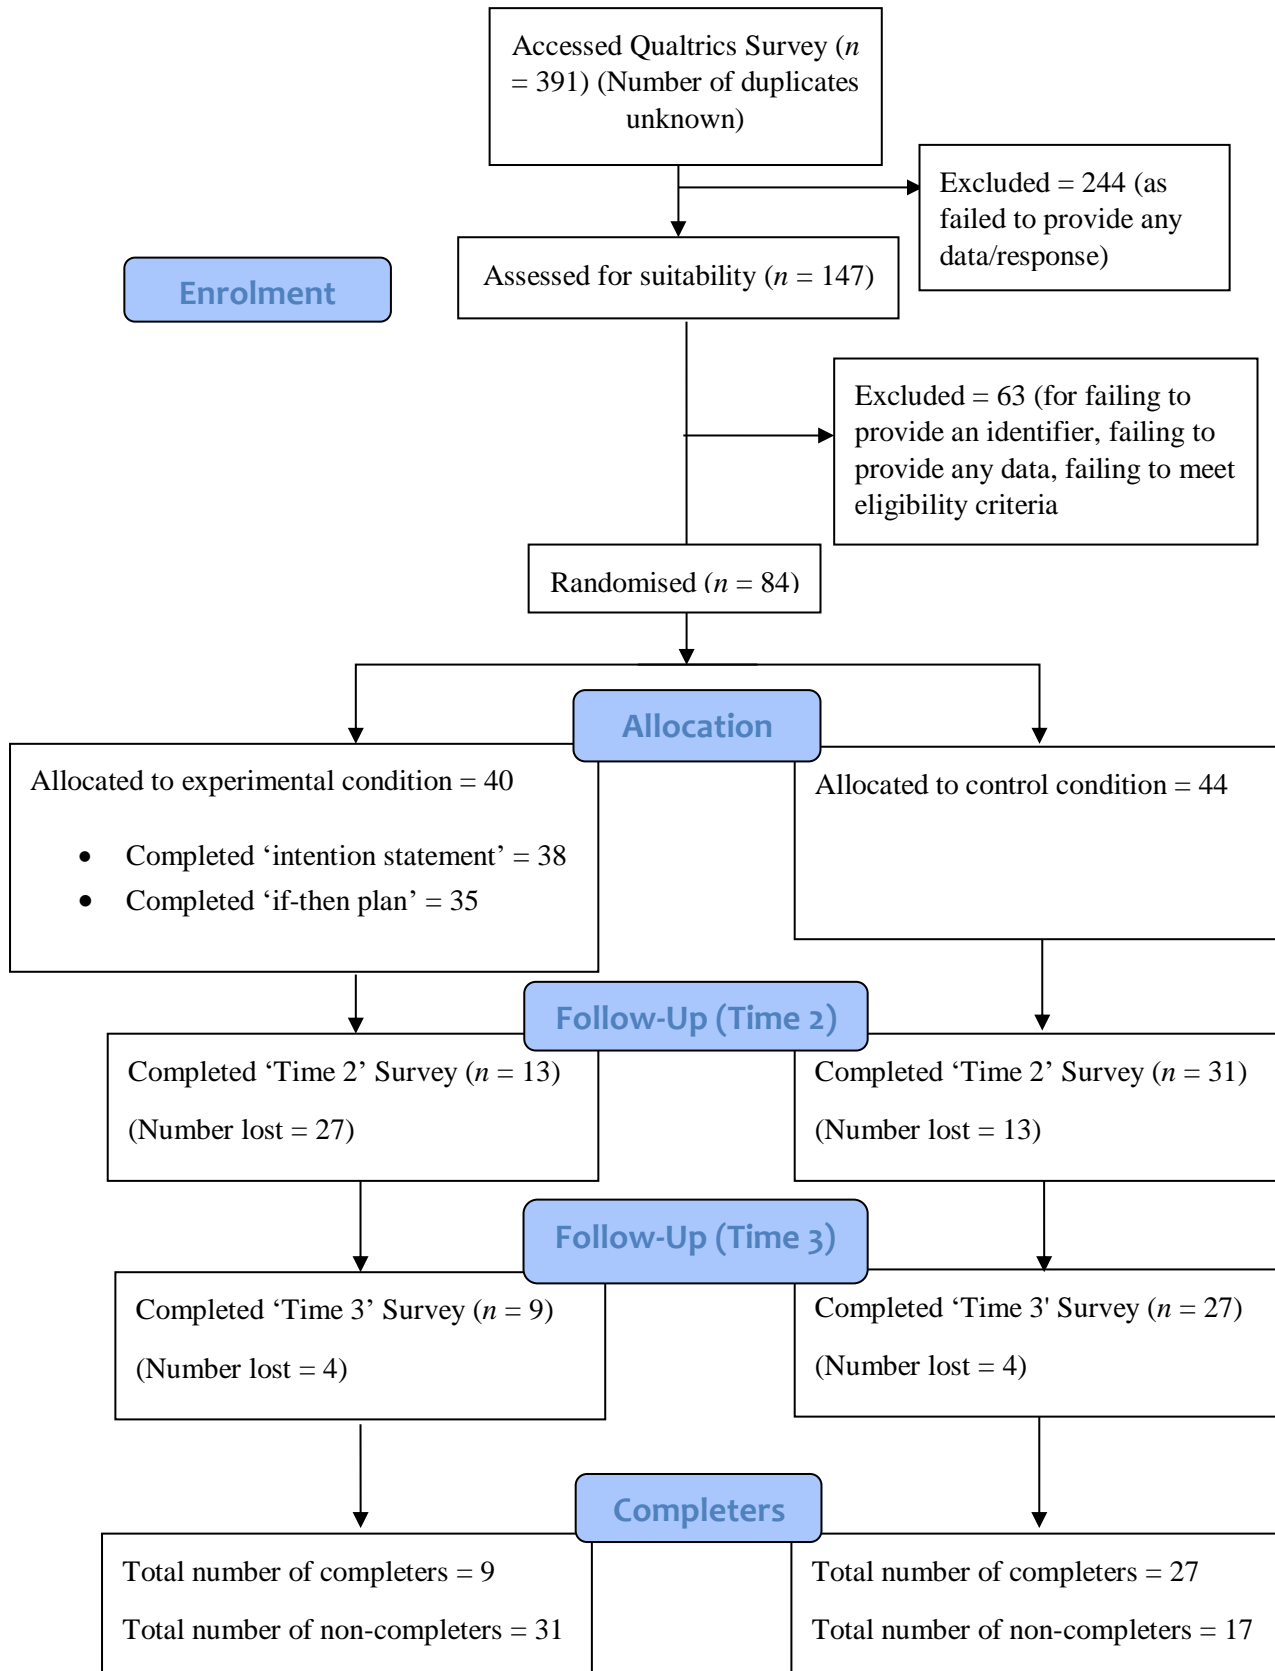 Accessed Qualtrics Survey (n
= 391) (Number of duplicates
unknown)
Excluded = 244 (as
failed to provide any
data/response)
Assessed for suitability (n = 147)
Enrolment
Excluded = 63 (for failing to
provide an identifier, failing to
provide any data, failing to meet
eligibility criteria
Randomised (n = 84)
Allocation
Allocated to experimental condition = 40
• Completed ‘intention statement’ = 38
• Completed ‘if-then plan’ = 35
Allocated to control condition = 44
Follow-Up (Time 2)
Completed ‘Time 2’ Survey (n = 13)
(Number lost = 27)
Completed ‘Time 2’ Survey (n = 31)
(Number lost = 13)
Follow-Up (Time 3)
Completed ‘Time 3’ Survey (n = 9)
(Number lost = 4)
Completed ‘Time 3' Survey (n = 27)
(Number lost = 4)
Completers
Total number of completers = 9
Total number of non-completers = 31
Total number of completers = 27
Total number of non-completers = 17